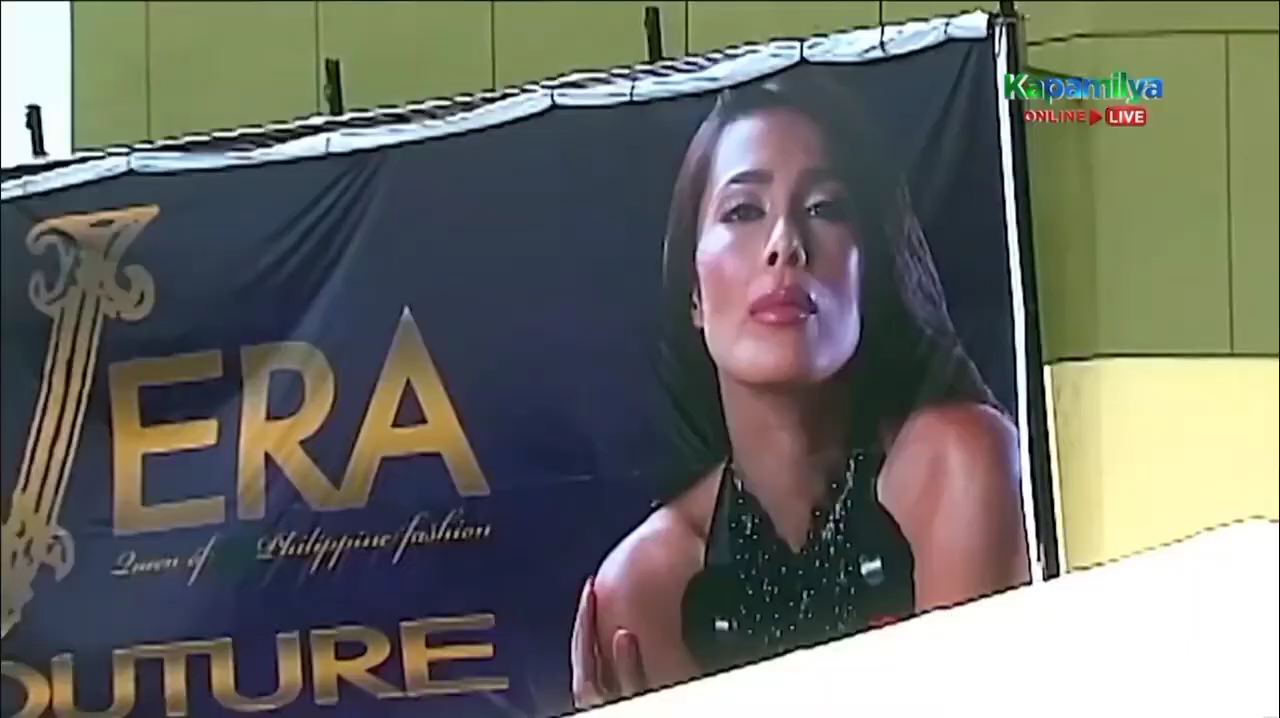 Kapamilya
ONLINE LIVE
ERA
Queen of Philippine fashion
OUTURE